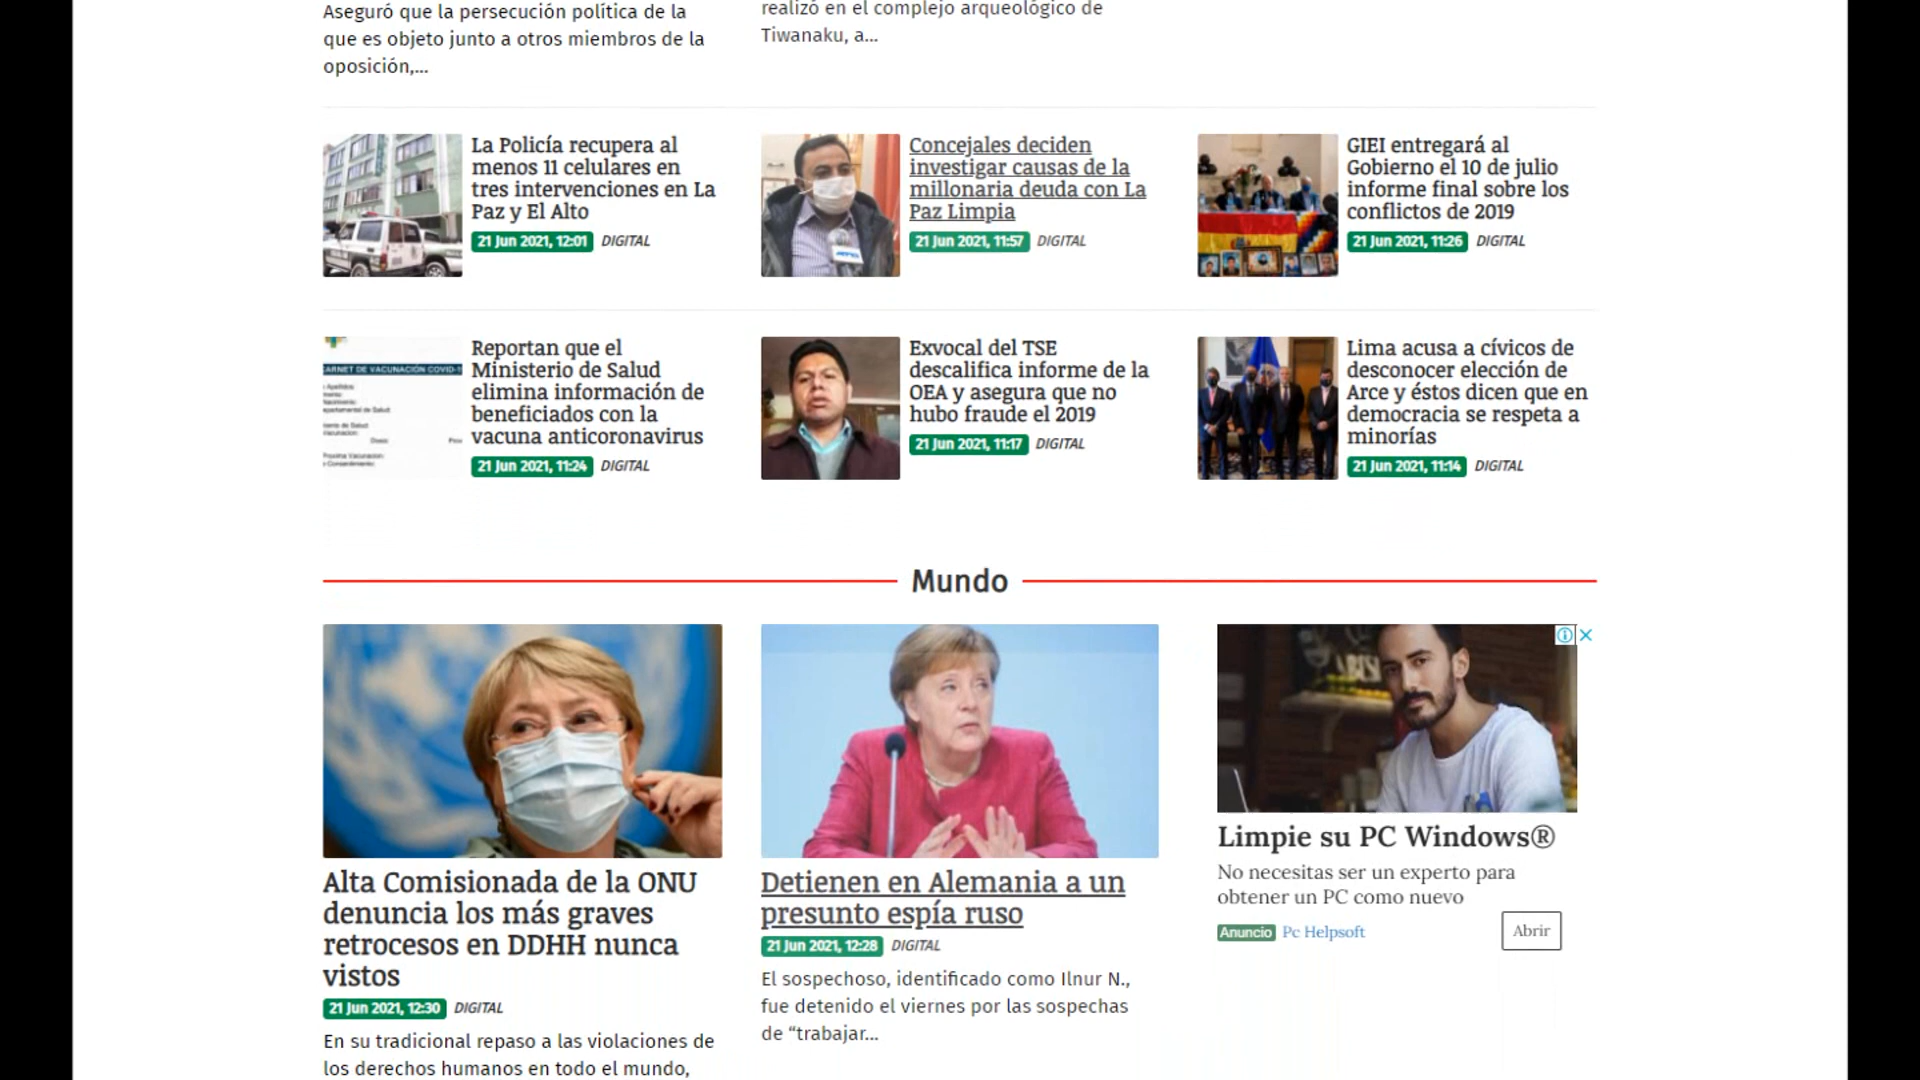 Aseguró que la persecución política de la
que es objeto junto a otros miembros de la
oposición,...
realizó en el complejo arqueológico de
Tiwanaku, a...
La Policía recupera al
menos 11 celulares en
tres intervenciones en La
Paz y El Alto
21 Jun 2021, 12:01 DIGITAL
Concejales deciden
investigar causas de la
millonaria deuda con La
Paz Limpia
21 Jun 2021, 11:57 DIGITAL
GIEI entregará al
Gobierno el 10 de julio
informe final sobre los
conflictos de 2019
21 Jun 2021, 11:26 DIGITAL
CARNET DE VACUNACIÓN COVID-1
Reportan que el
Ministerio de Salud
elimina información de
beneficiados con la
vacuna anticoronavirus
21 Jun 2021, 11:24 DIGITAL
Exvocal del TSE
descalifica informe de la
OEA y asegura que no
hubo fraude el 2019
21 Jun 2021, 11:17 DIGITAL
Lima acusa a cívicos de
desconocer elección de
Arce y éstos dicen que en
democracia se respeta a
minorías
21 Jun 2021, 11:14 DIGITAL
Mundo
Alta Comisionada de la ONU
denuncia los más graves
retrocesos en DDHH nunca
vistos
21 Jun 2021, 12:30 DIGITAL
En su tradicional repaso a las violaciones de
los derechos humanos en todo el mundo,
Detienen en Alemania a un
presunto espía ruso
21 Jun 2021, 12:28 DIGITAL
El sospechoso, identificado como Ilnur N.,
fue detenido el viernes por las sospechas
de “trabajar...
Limpie su PC Windows®
No necesitas ser un experto para
obtener un PC como nuevo
Anuncio Pc Helpsoft
Abrir